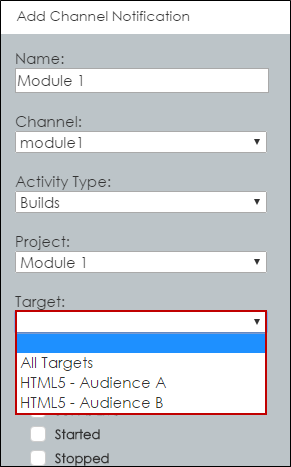 Add Channel Notification
Name:
Module 1
Channel:
module1
Activity Type:
Builds
Project:
Module 1
Target:
All Targets
HTML5 - Audience A
HTML5 - Audience B
Started
Stopped